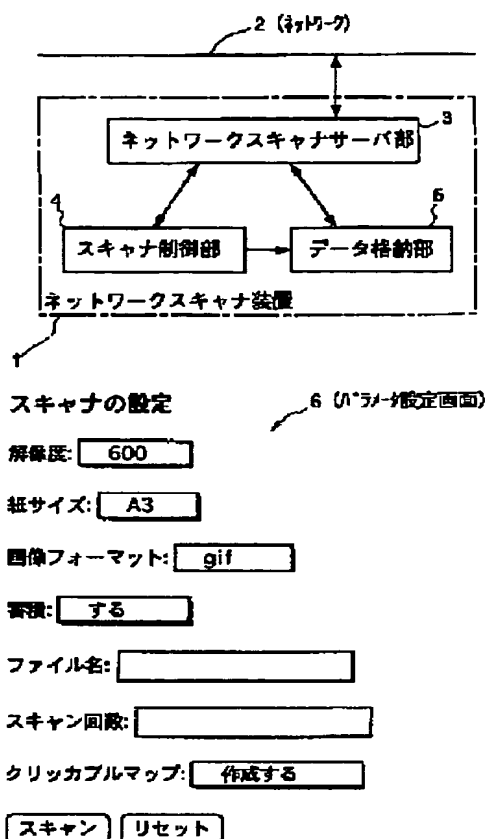 2 (ネットワーク)
ネットワークスキャナサーバ部
3
4
スキャナ制御部
5
データ格納部
ネットワークスキャナ装置
1
スキャナの設定
6 (パラメータ設定画面)
解像度: 600
紙サイズ: A3
画像フォーマット: gif
蓄積: する
ファイル名:
スキャン回数:
クリッカブルマップ: 作成する
スキャン リセット